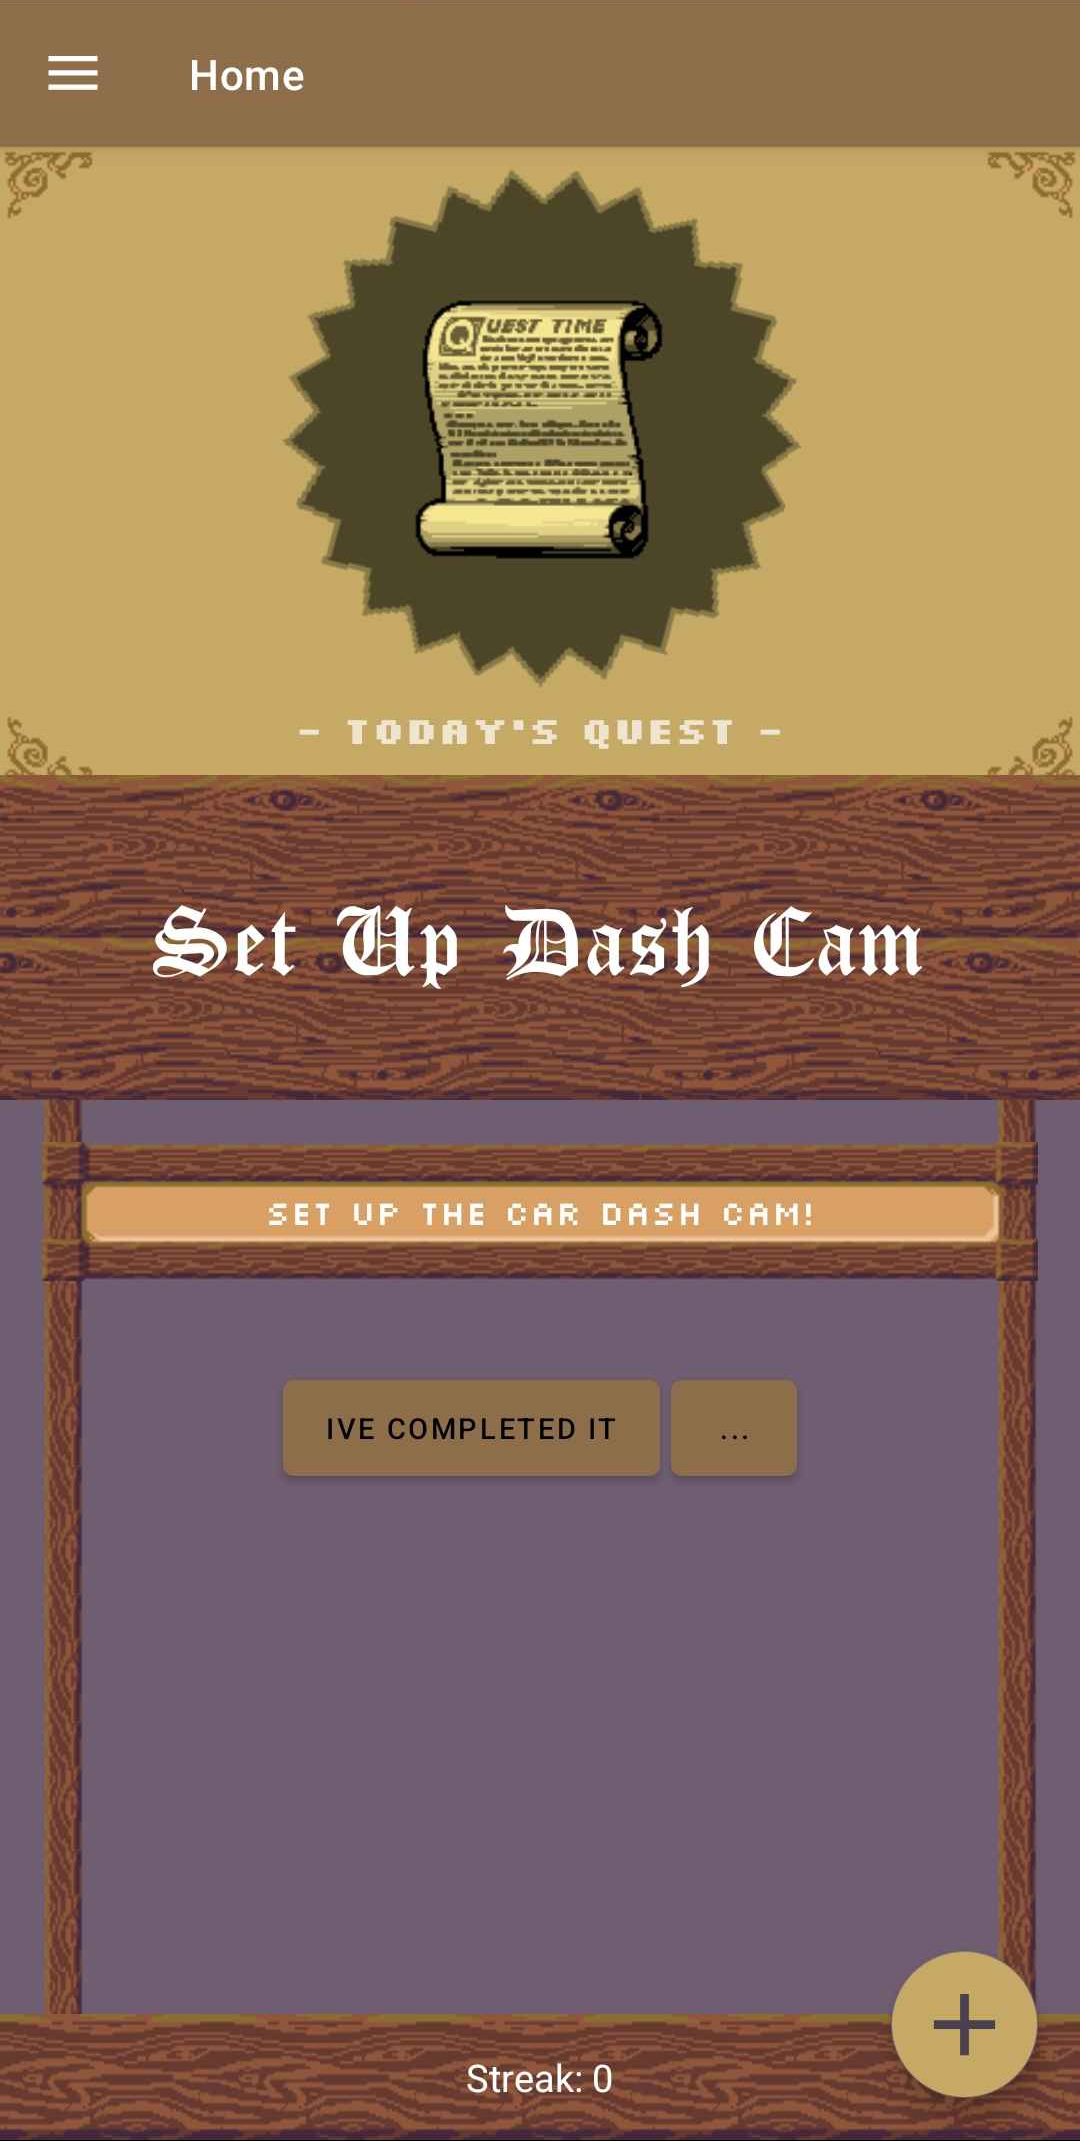 Home
QUEST TIME
- TODAY'S QUEST -
Set Up Dash Cam
SET UP THE CAR DASH CAM!
IVE COMPLETED IT
...
Streak: 0